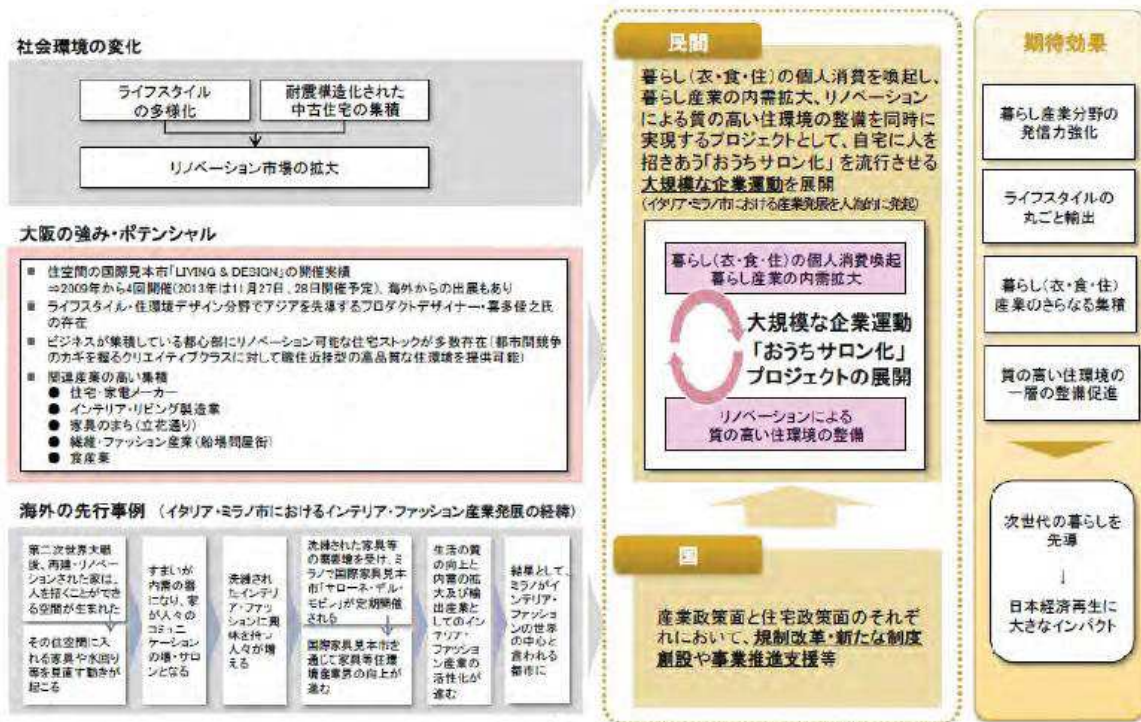 社会環境の変化
ライフスタイル
の多様化
耐震構造化された
中古住宅の集積
リノベーション市場の拡大
大阪の強み・ポテンシャル
■ 住空間の国際見本市「LIVING & DESIGN」の開催実績
⇒2009年から4回開催(2013年は11月27日、28日開催予定)、海外からの出展もあり
■ ライフスタイル・住環境デザイン分野でアジアを先導するプロダクトデザイナー・喜多俊之氏
の存在
■ ビジネスが集積している都心部にリノベーション可能な住宅ストックが多数存在(都市間競争
のカギを握るクリエイティブクラスに対して職住近接型の高品質な住環境を提供可能)
■ 関連産業の高い集積
● 住宅・家電メーカー
● インテリア・リビング製造業
● 家具のまち(立花通り)
● 繊維・ファッション産業(船場問屋街)
● 食産業
海外の先行事例 (イタリア・ミラノ市におけるインテリア・ファッション産業発展の経緯)
第二次世界大戦
後、再建・リノベー
ションされた家は、
人を招くことができ
る空間が生まれた
その住空間に入
れる家具や水回り
等を見直す動きが
起こる
すまいが
内需の器
になり、家
が人々の
コミュニ
ケーション
の場・サロ
ンとなる
洗練され
たインテリ
ア・ファッ
ションに興
味を持つ
人々が増
える
洗練された家具等
の需要増を受け、ミ
ラノで国際家具見本
市「サローネ・デル・
モビレ」が定期開催
される
国際家具見本市を
通じて家具等住環
境産業界の向上が
進む
生活の質
の向上と
内需の拡
大及び輸
出産業と
してのイン
テリア・
ファッション
産業の
活性化が
進む
結果として、
ミラノがイ
ンテリア・
ファッショ
ンの世界
の中心と
言われる
都市に
民間
暮らし(衣・食・住)の個人消費を喚起し、
暮らし産業の内需拡大、リノベーション
による質の高い住環境の整備を同時に
実現するプロジェクトとして、自宅に人を
招きあう「おうちサロン化」を流行させる
大規模な企業運動を展開
(イタリア・ミラノ市における産業発展を人為的に発起)
暮らし(衣・食・住)の個人消費喚起
暮らし産業の内需拡大
大規模な企業運動
「おうちサロン化」
プロジェクトの展開
リノベーションによる
質の高い住環境の整備
国
産業政策面と住宅政策面のそれぞ
れにおいて、規制改革・新たな制度
創設や事業推進支援等
期待効果
暮らし産業分野の
発信力強化
ライフスタイルの
丸ごと輸出
暮らし(衣・食・住)
産業のさらなる集積
質の高い住環境の
一層の整備促進
次世代の暮らしを
先導
↓
日本経済再生に
大きなインパクト